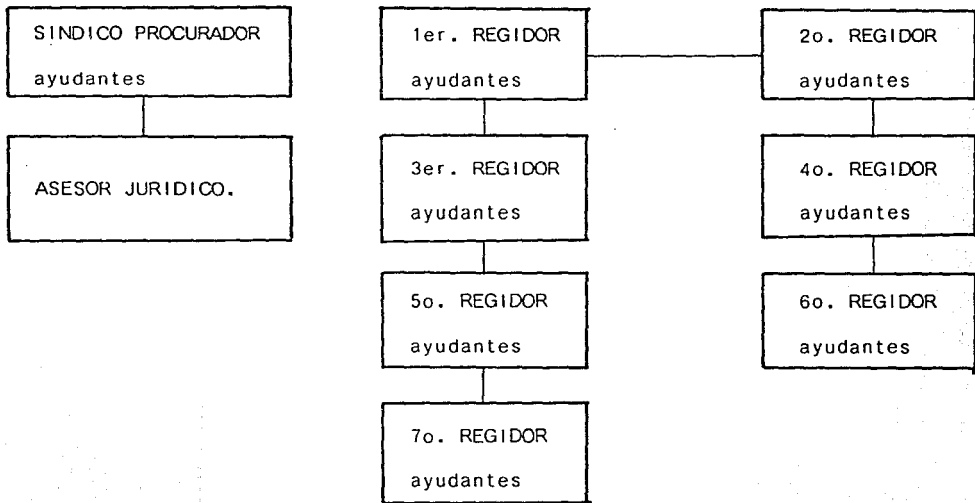 SINDICO PROCURADOR
ayudantes
ASESOR JURIDICO.
1er. REGIDOR
ayudantes
2o. REGIDOR
ayudantes
3er. REGIDOR
ayudantes
4o. REGIDOR
ayudantes
5o. REGIDOR
ayudantes
6o. REGIDOR
ayudantes
7o. REGIDOR
ayudantes